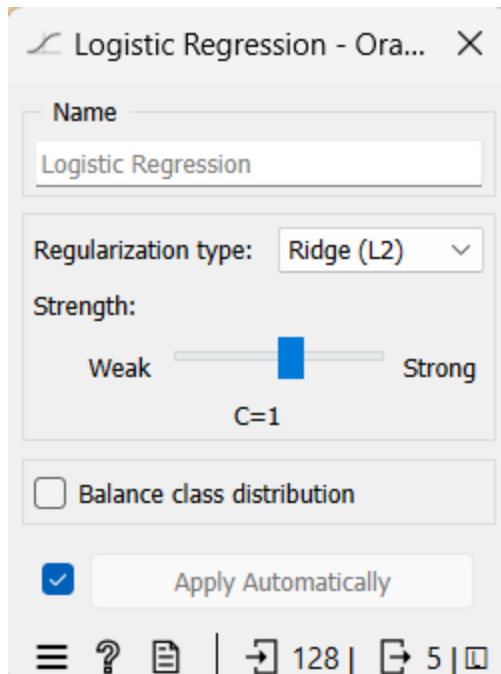 Logistic Regression - Ora...
Name
Logistic Regression
Regularization type: Ridge (L2)
Strength:
Weak Strong
C=1
Balance class distribution
Apply Automatically
? 128 | 5 |